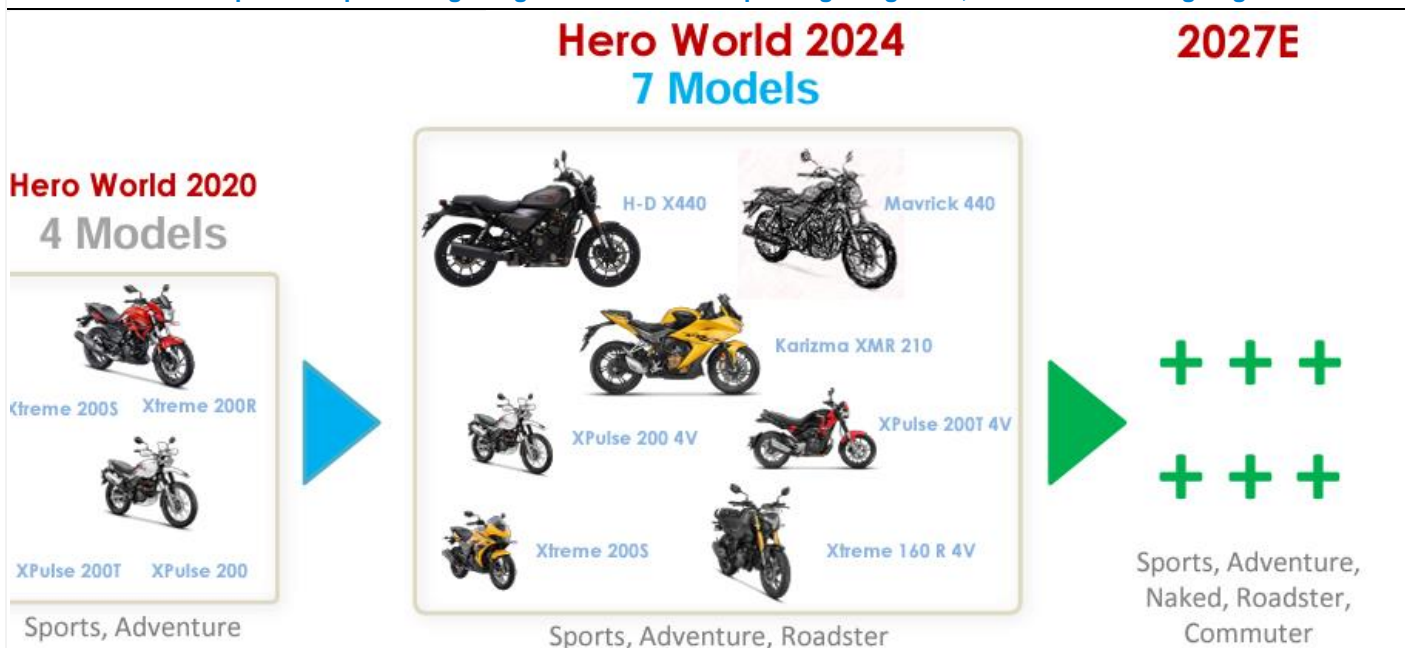 Hero World 2024
7 Models
2027E
Hero World 2020
4 Models
H-D X440
Mavrick 440
Karizma XMR 210
Xtreme 200S Xtreme 200R
XPulse 200 4V
XPulse 200T 4V
Xtreme 200S
Xtreme 160 R 4V
XPulse 200T XPulse 200
+ + +
+ + +
Sports, Adventure
Sports, Adventure, Roadster
Sports, Adventure,
Naked, Roadster,
Commuter